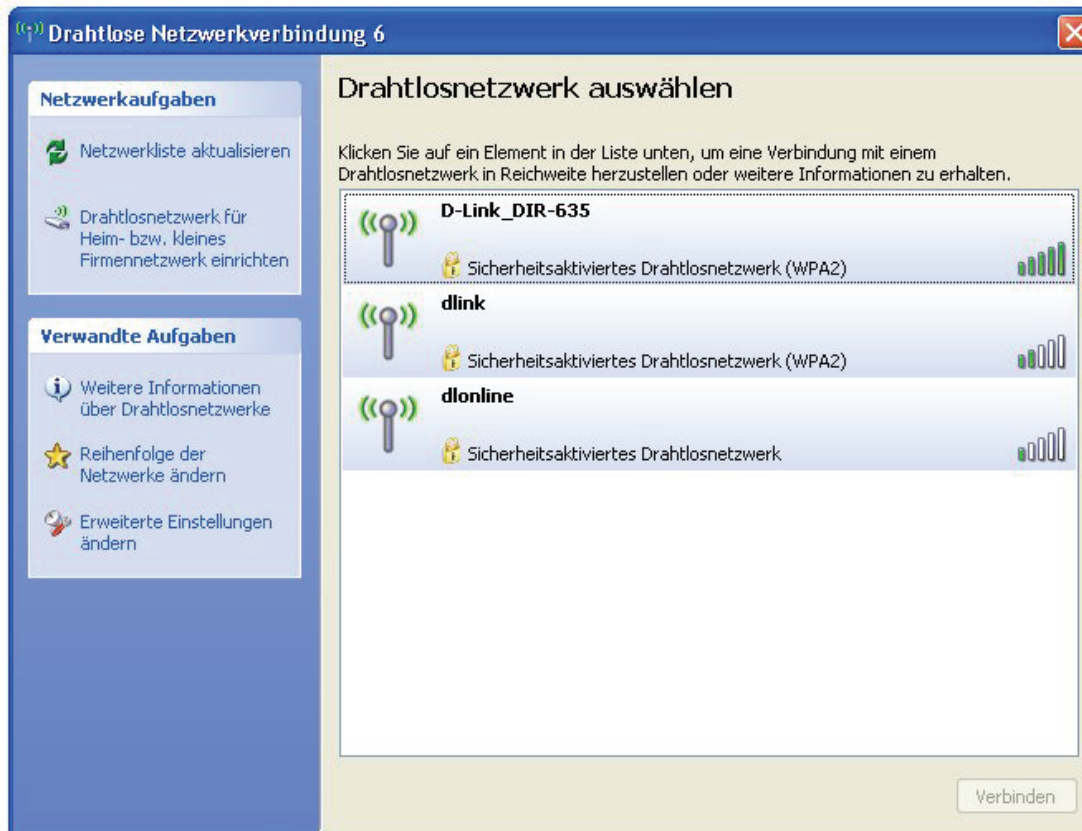 Drahtlose Netzwerkverbindung 6
Netzwerkaufgaben
Netzwerkliste aktualisieren
Drahtlosnetzwerk für
Heim- bzw. kleines
Firmennetzwerk einrichten
Verwandte Aufgaben
Weitere Informationen
über Drahtlosnetzwerke
Reihenfolge der
Netzwerke ändern
Erweiterte Einstellungen
ändern
Drahtlosnetzwerk auswählen
Klicken Sie auf ein Element in der Liste unten, um eine Verbindung mit einem
Drahtlosnetzwerk in Reichweite herzustellen oder weitere Informationen zu erhalten.
D-Link_DIR-635
Sicherheitsaktiviertes Drahtlosnetzwerk (WPA2)
dlink
Sicherheitsaktiviertes Drahtlosnetzwerk (WPA2)
dlonline
Sicherheitsaktiviertes Drahtlosnetzwerk
Verbinden